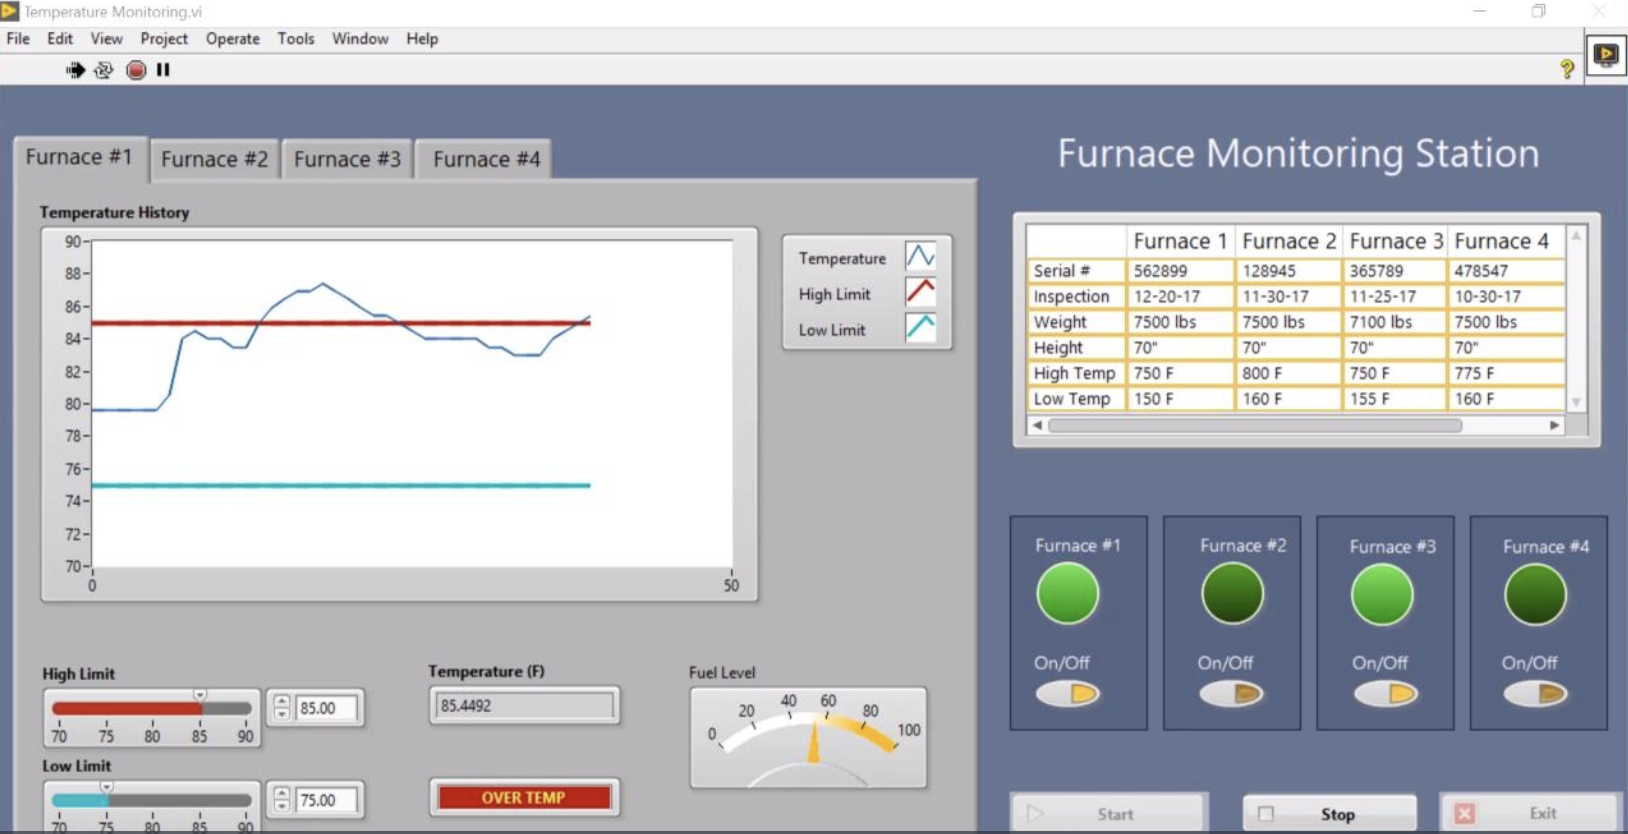 Temperature Monitoring.vi
File Edit View Project Operate Tools Window Help
Furnace #1 Furnace #2 Furnace #3 Furnace #4
Furnace Monitoring Station
Temperature History
90
88
86
84
82
80
78
76
74
72
70
0 50
Temperature
High Limit
Low Limit
Furnace 1 Furnace 2 Furnace 3 Furnace 4
Serial # 562899 128945 365789 478547
Inspection 12-20-17 11-30-17 11-25-17 10-30-17
Weight 7500 lbs 7500 lbs 7100 lbs 7500 lbs
Height 70" 70" 70" 70"
High Temp 750 F 800 F 750 F 775 F
Low Temp 150 F 160 F 155 F 160 F
High Limit
85.00
70 75 80 85 90
Low Limit
75.00
70 75 80 85 90
Temperature (F)
85.4492
OVER TEMP
Fuel Level
0 20 40 60 80 100
Furnace #1 Furnace #2 Furnace #3 Furnace #4
On/Off On/Off On/Off On/Off
Start Stop Exit